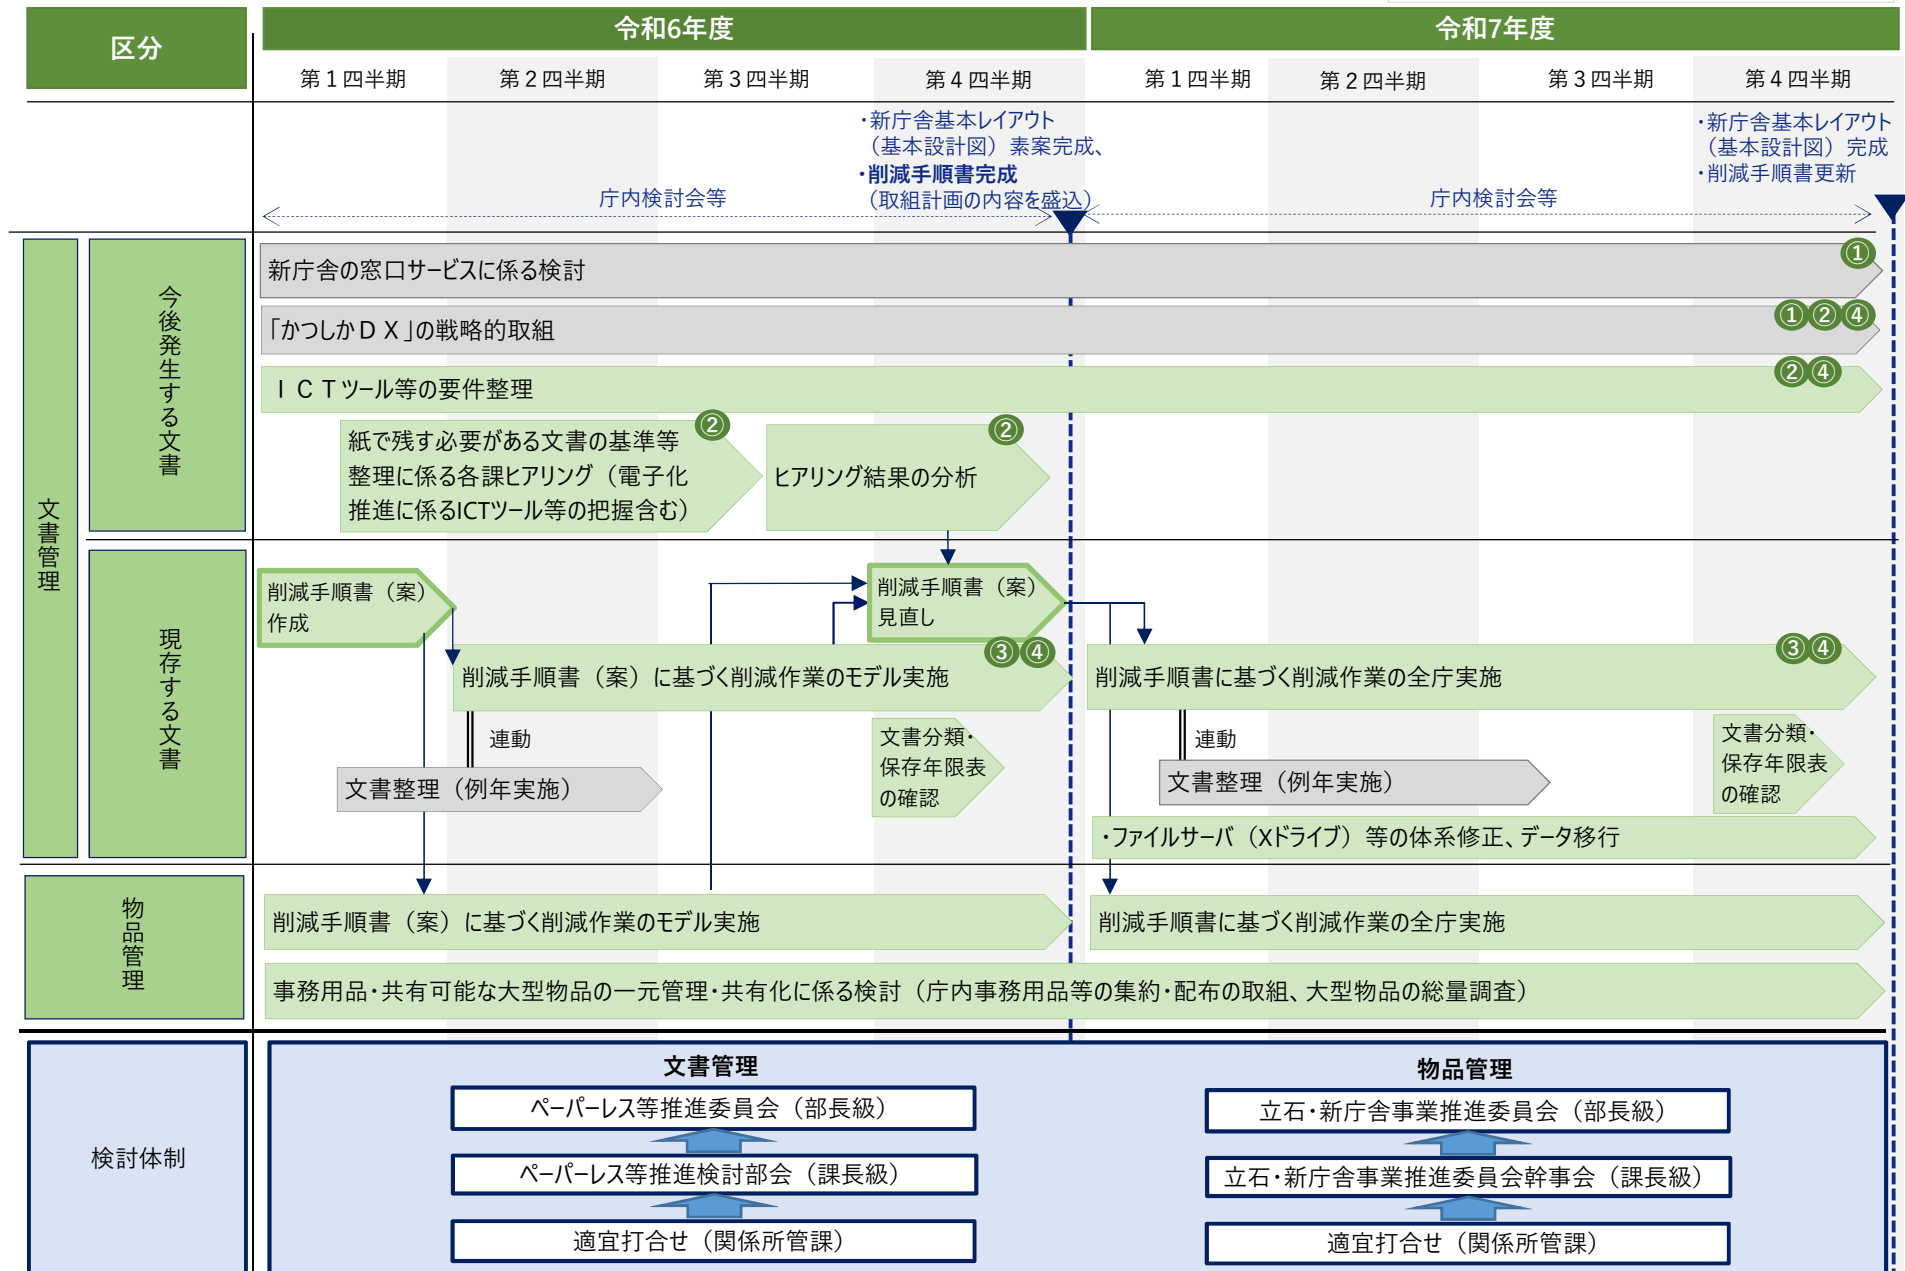 区分
令和6年度
令和7年度
第1四半期
第2四半期
第3四半期
第4四半期
第1四半期
第2四半期
第3四半期
第4四半期
・新庁舎基本レイアウト
（基本設計図）素案完成、
・削減手順書完成
（取組計画の内容を盛込）
・新庁舎基本レイアウト
（基本設計図）完成
・削減手順書更新
庁内検討会等
庁内検討会等
文書管理
今後発生する文書
新庁舎の窓口サービスに係る検討
①
「かつしかＤＸ」の戦略的取組
①②④
ＩＣＴツール等の要件整理
②④
紙で残す必要がある文書の基準等
整理に係る各課ヒアリング（電子化
推進に係るICTツール等の把握含む）
②
ヒアリング結果の分析
②
現存する文書
削減手順書（案）
作成
削減手順書（案）
見直し
削減手順書（案）に基づく削減作業のモデル実施
③④
削減手順書に基づく削減作業の全庁実施
③④
連動
文書整理（例年実施）
文書分類・
保存年限表
の確認
連動
文書整理（例年実施）
文書分類・
保存年限表
の確認
・ファイルサーバ（Xドライブ）等の体系修正、データ移行
物品管理
削減手順書（案）に基づく削減作業のモデル実施
削減手順書に基づく削減作業の全庁実施
事務用品・共有可能な大型物品の一元管理・共有化に係る検討（庁内事務用品等の集約・配布の取組、大型物品の総量調査）
検討体制
文書管理
ペーパーレス等推進委員会（部長級）
ペーパーレス等推進検討部会（課長級）
適宜打合せ（関係所管課）
物品管理
立石・新庁舎事業推進委員会（部長級）
立石・新庁舎事業推進委員会幹事会（課長級）
適宜打合せ（関係所管課）